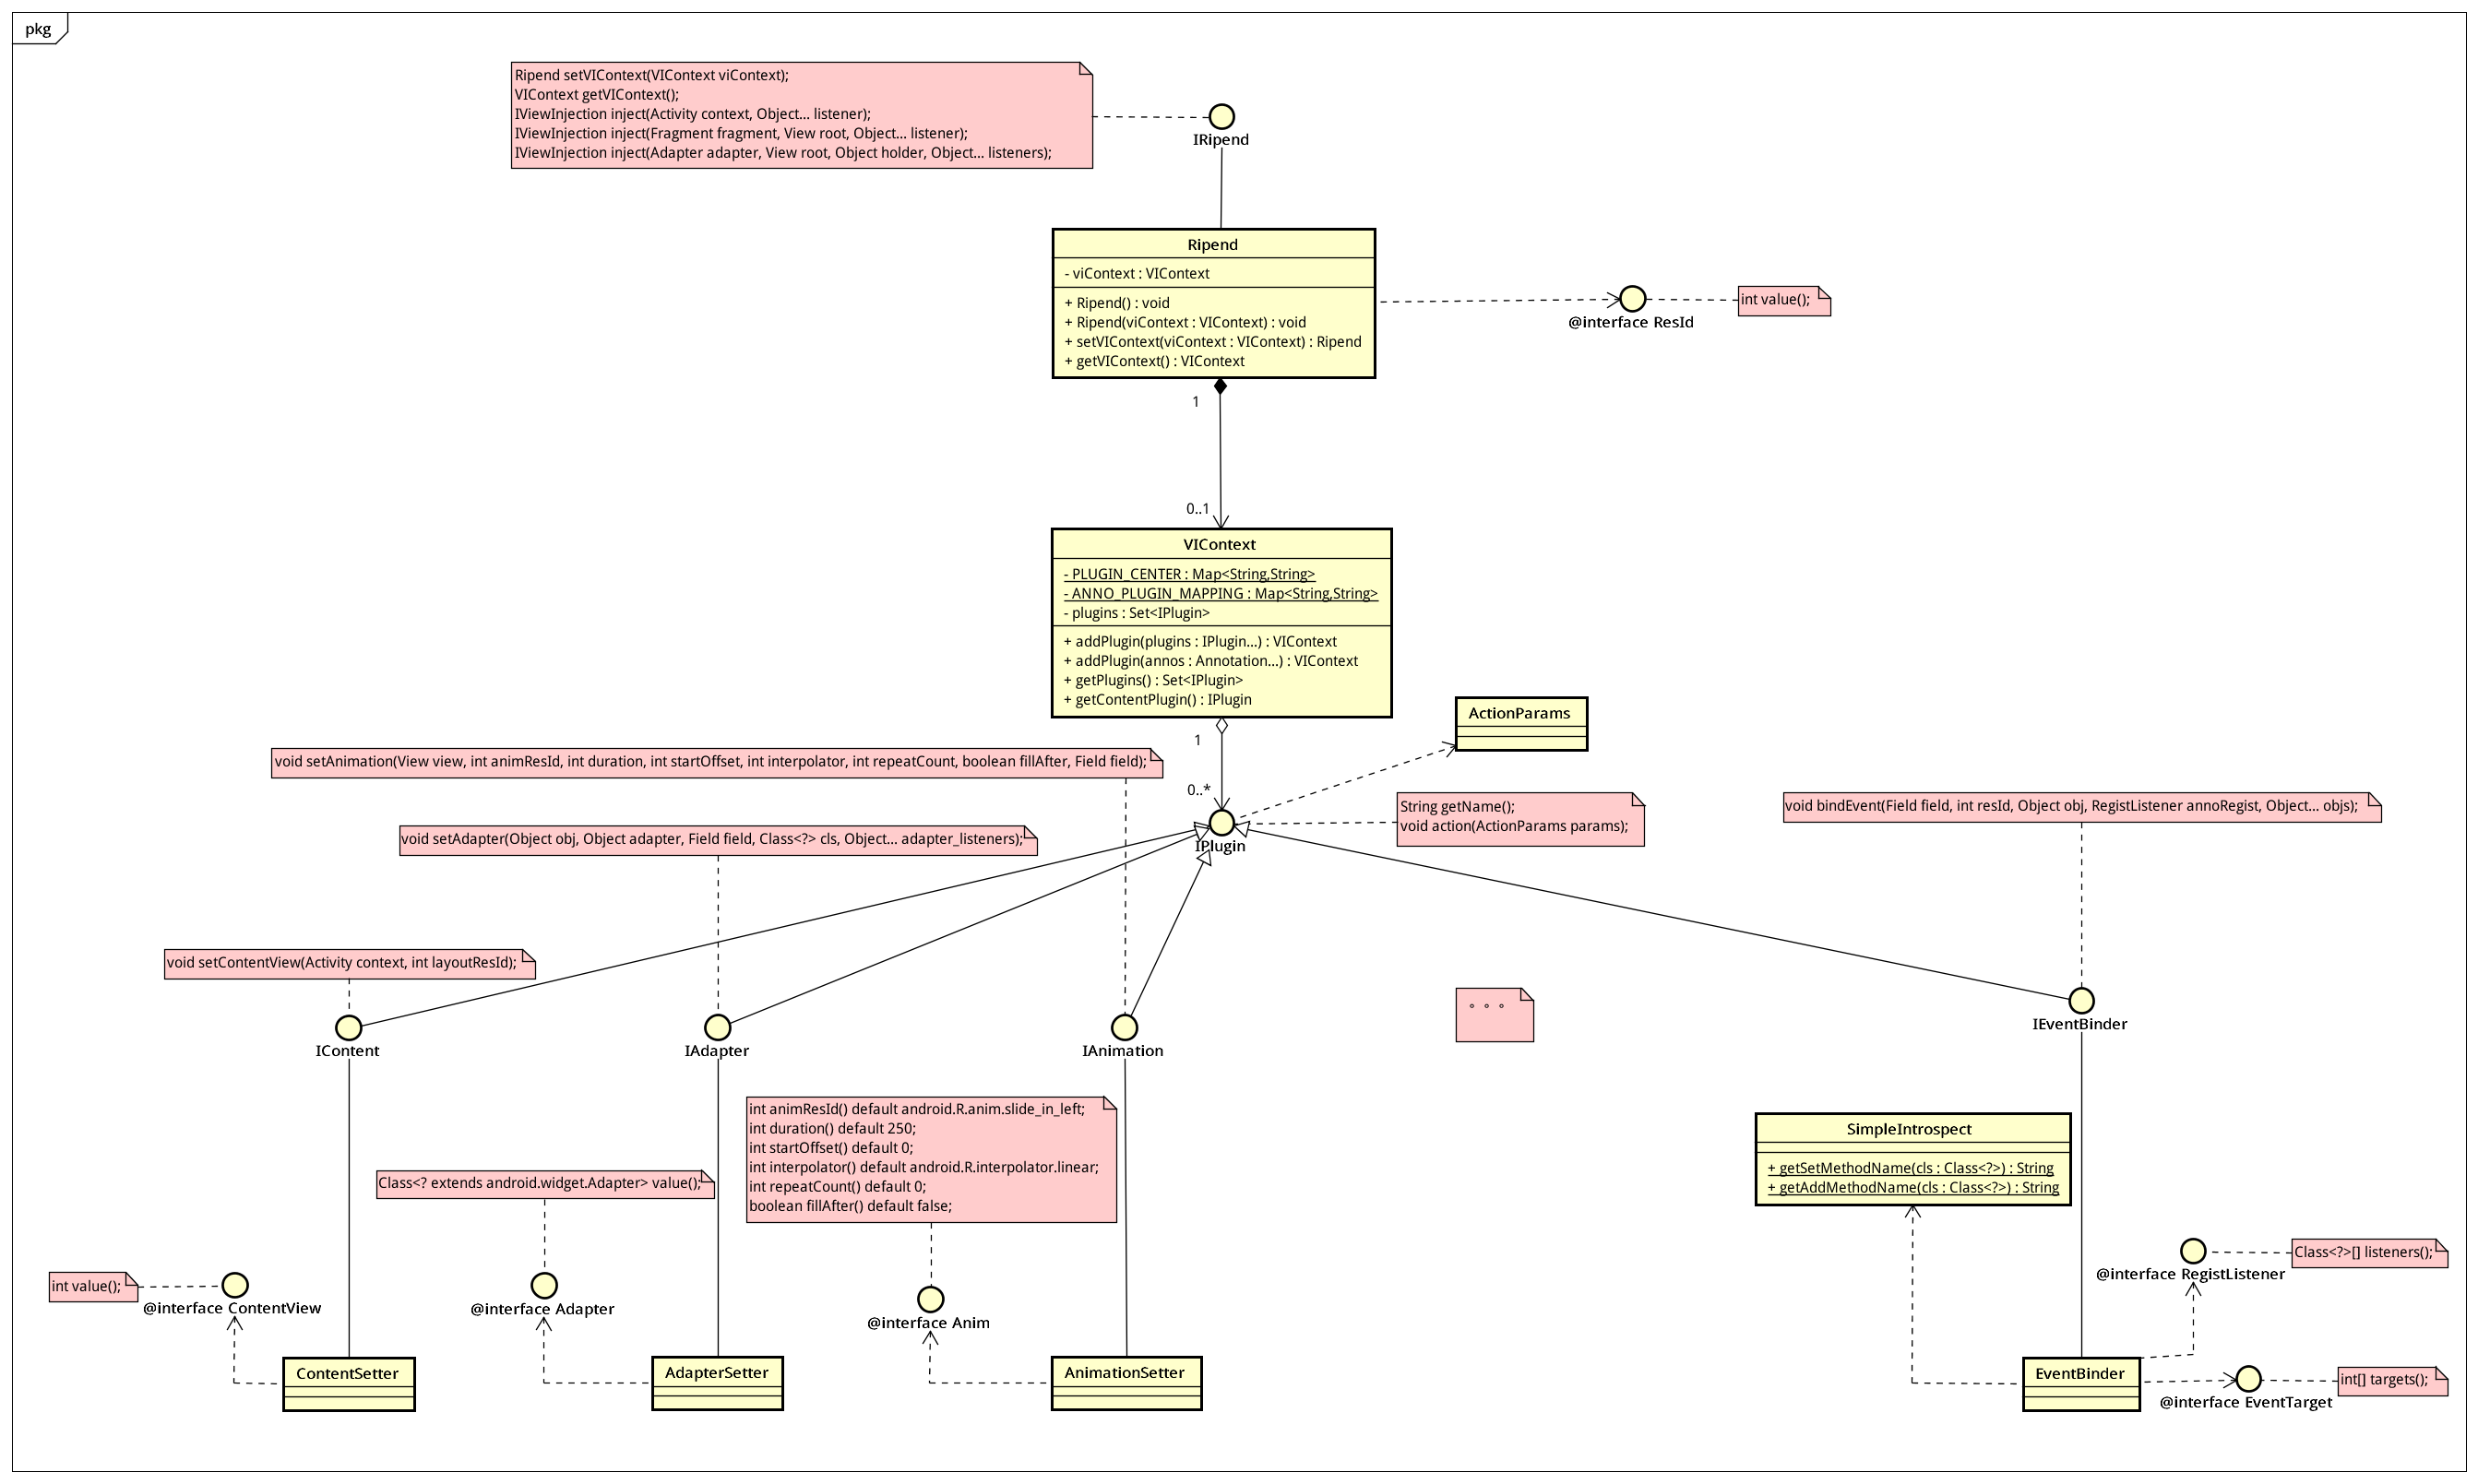 pkg
Ripend setVIContext(VIContext viContext);
VIContext getVIContext();
IViewInjection inject(Activity context, Object... listener);
IViewInjection inject(Fragment fragment, View root, Object... listener);
IViewInjection inject(Adapter adapter, View root, Object holder, Object... listeners);
IRipend
Ripend
- viContext : VIContext
+ Ripend() : void
+ Ripend(viContext : VIContext) : void
+ setVIContext(viContext : VIContext) : Ripend
+ getVIContext() : VIContext
@interface ResId
int value();
1
0..1
VIContext
- PLUGIN_CENTER : Map<String,String>
- ANNO_PLUGIN_MAPPING : Map<String,String>
- plugins : Set<IPlugin>
+ addPlugin(plugins : IPlugin...) : VIContext
+ addPlugin(annos : Annotation...) : VIContext
+ getPlugins() : Set<IPlugin>
+ getContentPlugin() : IPlugin
ActionParams
1
0..*
void setAnimation(View view, int animResId, int duration, int startOffset, int interpolator, int repeatCount, boolean fillAfter, Field field);
String getName();
void action(ActionParams params);
void bindEvent(Field field, int resId, Object obj, RegistListener annoRegist, Object... objs);
void setAdapter(Object obj, Object adapter, Field field, Class<?> cls, Object... adapter_listeners);
IPlugin
void setContentView(Activity context, int layoutResId);
。。。
IContent
IAdapter
IAnimation
IEventBinder
int animResId() default android.R.anim.slide_in_left;
int duration() default 250;
int startOffset() default 0;
int interpolator() default android.R.interpolator.linear;
int repeatCount() default 0;
boolean fillAfter() default false;
SimpleIntrospect
+ getSetMethodName(cls : Class<?>) : String
+ getAddMethodName(cls : Class<?>) : String
Class<? extends android.widget.Adapter> value();
int value();
@interface ContentView
@interface Adapter
@interface Anim
@interface RegistListener
Class<?>[] listeners();
ContentSetter
AdapterSetter
AnimationSetter
EventBinder
@interface EventTarget
int[] targets();